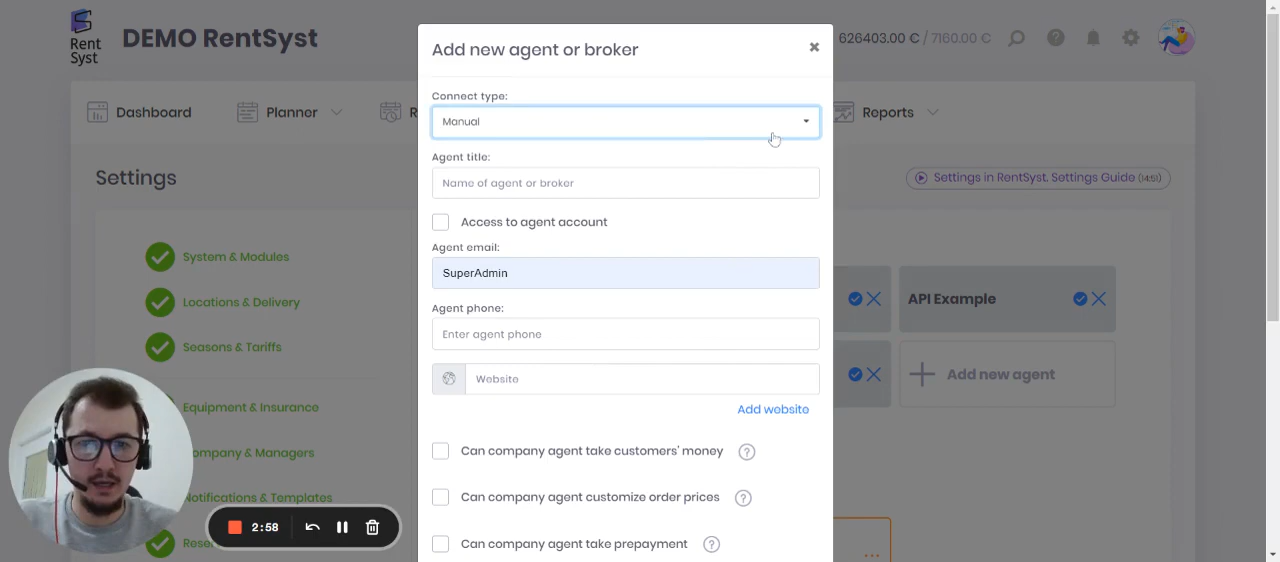 Rent
Syst
DEMO RentSyst
626403.00 € / 7160.00 €
Dashboard
Planner
R
Reports
Settings
Settings in RentSyst. Settings Guide (14:51)
System & Modules
Locations & Delivery
Seasons & Tariffs
Equipment & Insurance
ompany & Managers
otifications & Templates
Rese
Add new agent or broker
Connect type:
Manual
Agent title:
Name of agent or broker
Access to agent account
Agent email:
SuperAdmin
Agent phone:
Enter agent phone
Website
Add website
Can company agent take customers' money ?
Can company agent customize order prices ?
Can company agent take prepayment ?
API Example
Add new agent
2:58
...